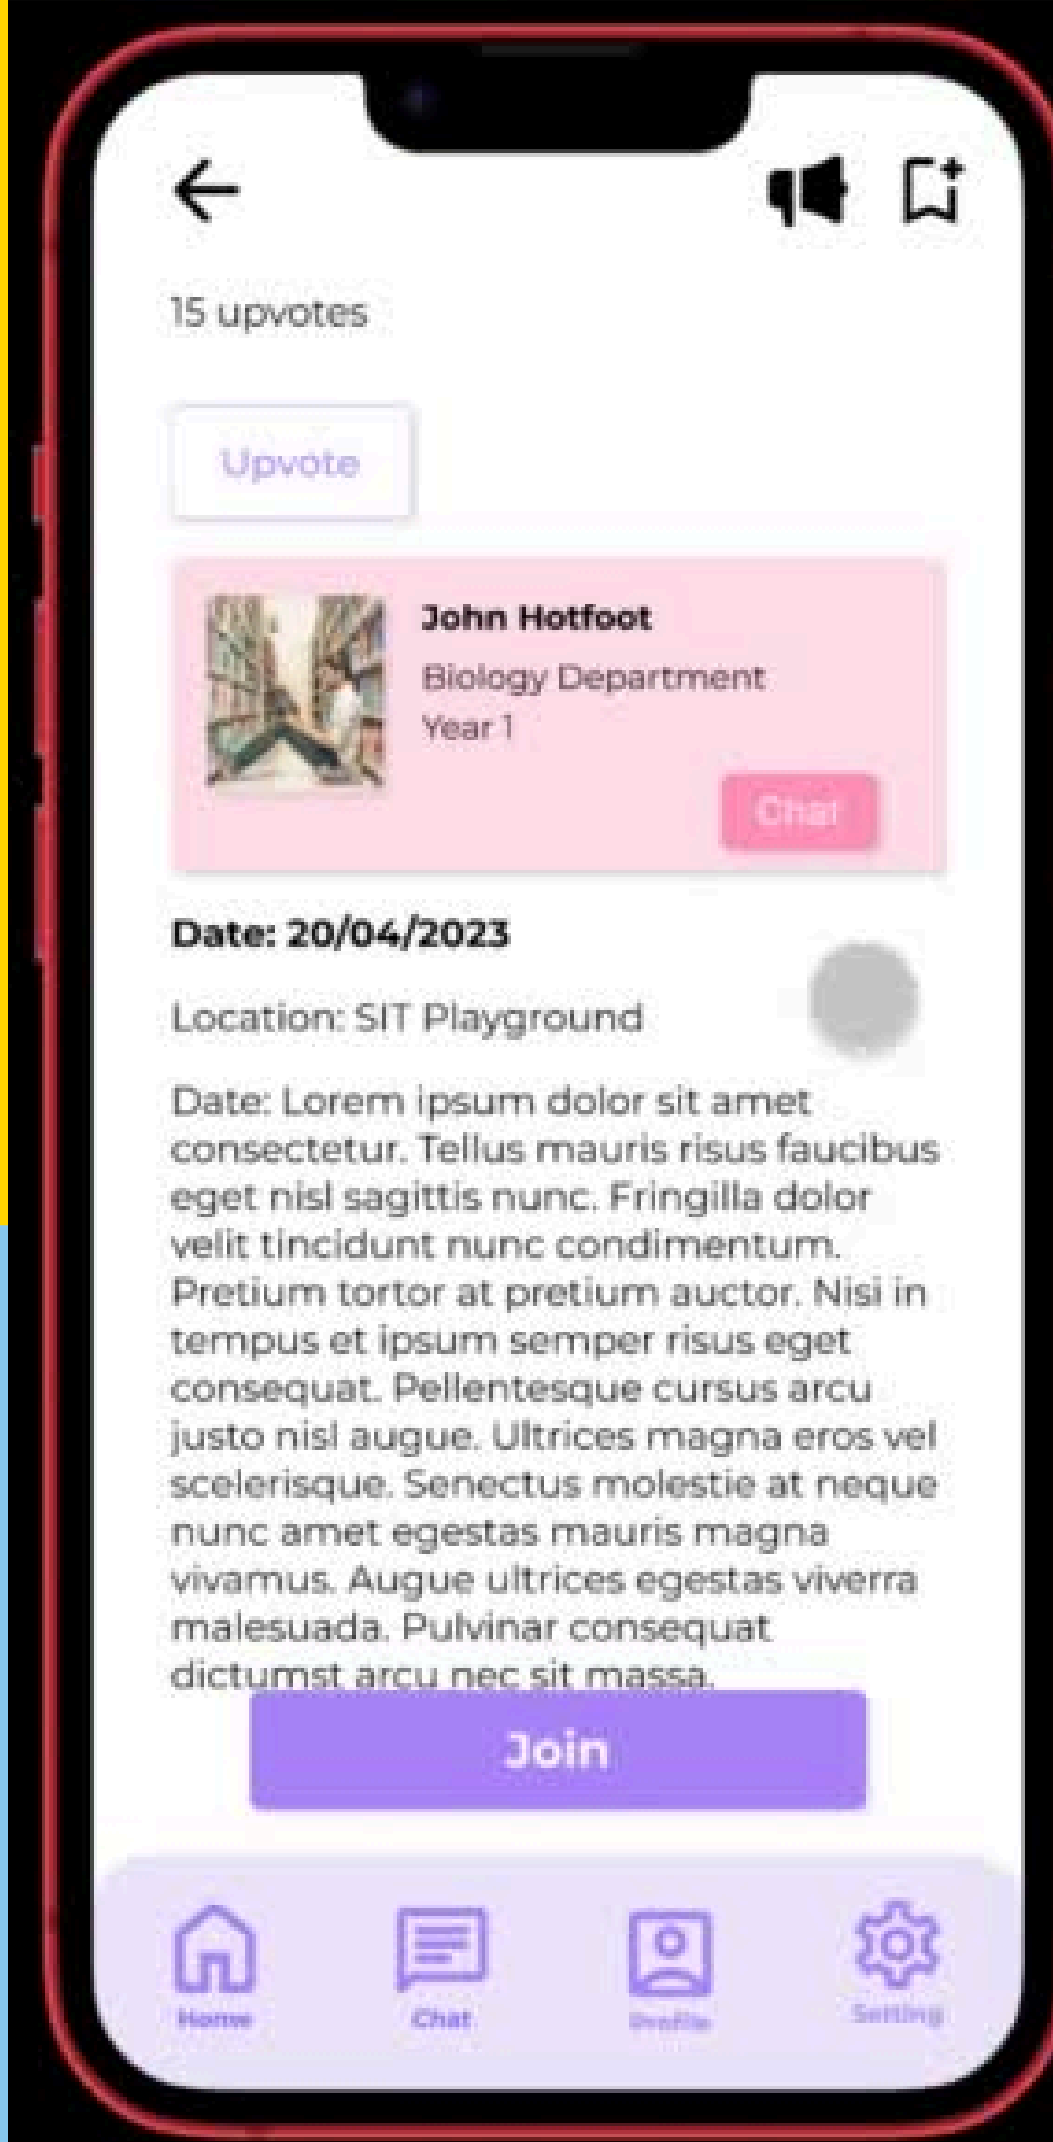 15 upvotes
Upvote
John Hotfoot
Biology Department
Year 1
Chat
Date: 20/04/2023
Location: SIT Playground
Date: Lorem ipsum dolor sit amet
consectetur. Tellus mauris risus faucibus
eget nisl sagittis nunc. Fringilla dolor
velit tincidunt nunc condimentum.
Pretium tortor at pretium auctor. Nisi in
tempus et ipsum semper risus eget
consequat. Pellentesque cursus arcu
justo nisl augue. Ultrices magna eros vel
scelerisque. Senectus molestie at neque
nunc amet egestas mauris magna
vivamus. Augue ultrices egestas viverra
malesuada. Pulvinar consequat
dictumst arcu nec sit massa.
Join
Home Chat Profile Setting